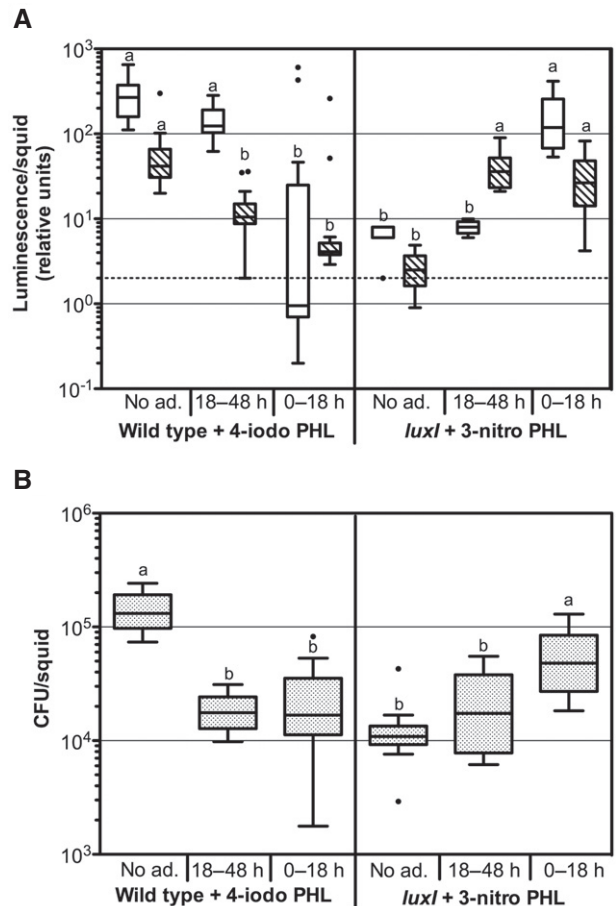 A
Luminescence/squid
(relative units)
10³
10²
10¹
10⁰
10⁻¹
a
a
a
b
b
b
b
b
b
a
a
a
No ad. 18–48 h 0–18 h No ad. 18–48 h 0–18 h
Wild type + 4-iodo PHL luxI + 3-nitro PHL
B
CFU/squid
10⁶
10⁵
10⁴
10³
a
b
b
b
b
a
No ad. 18–48 h 0–18 h No ad. 18–48 h 0–18 h
Wild type + 4-iodo PHL luxI + 3-nitro PHL